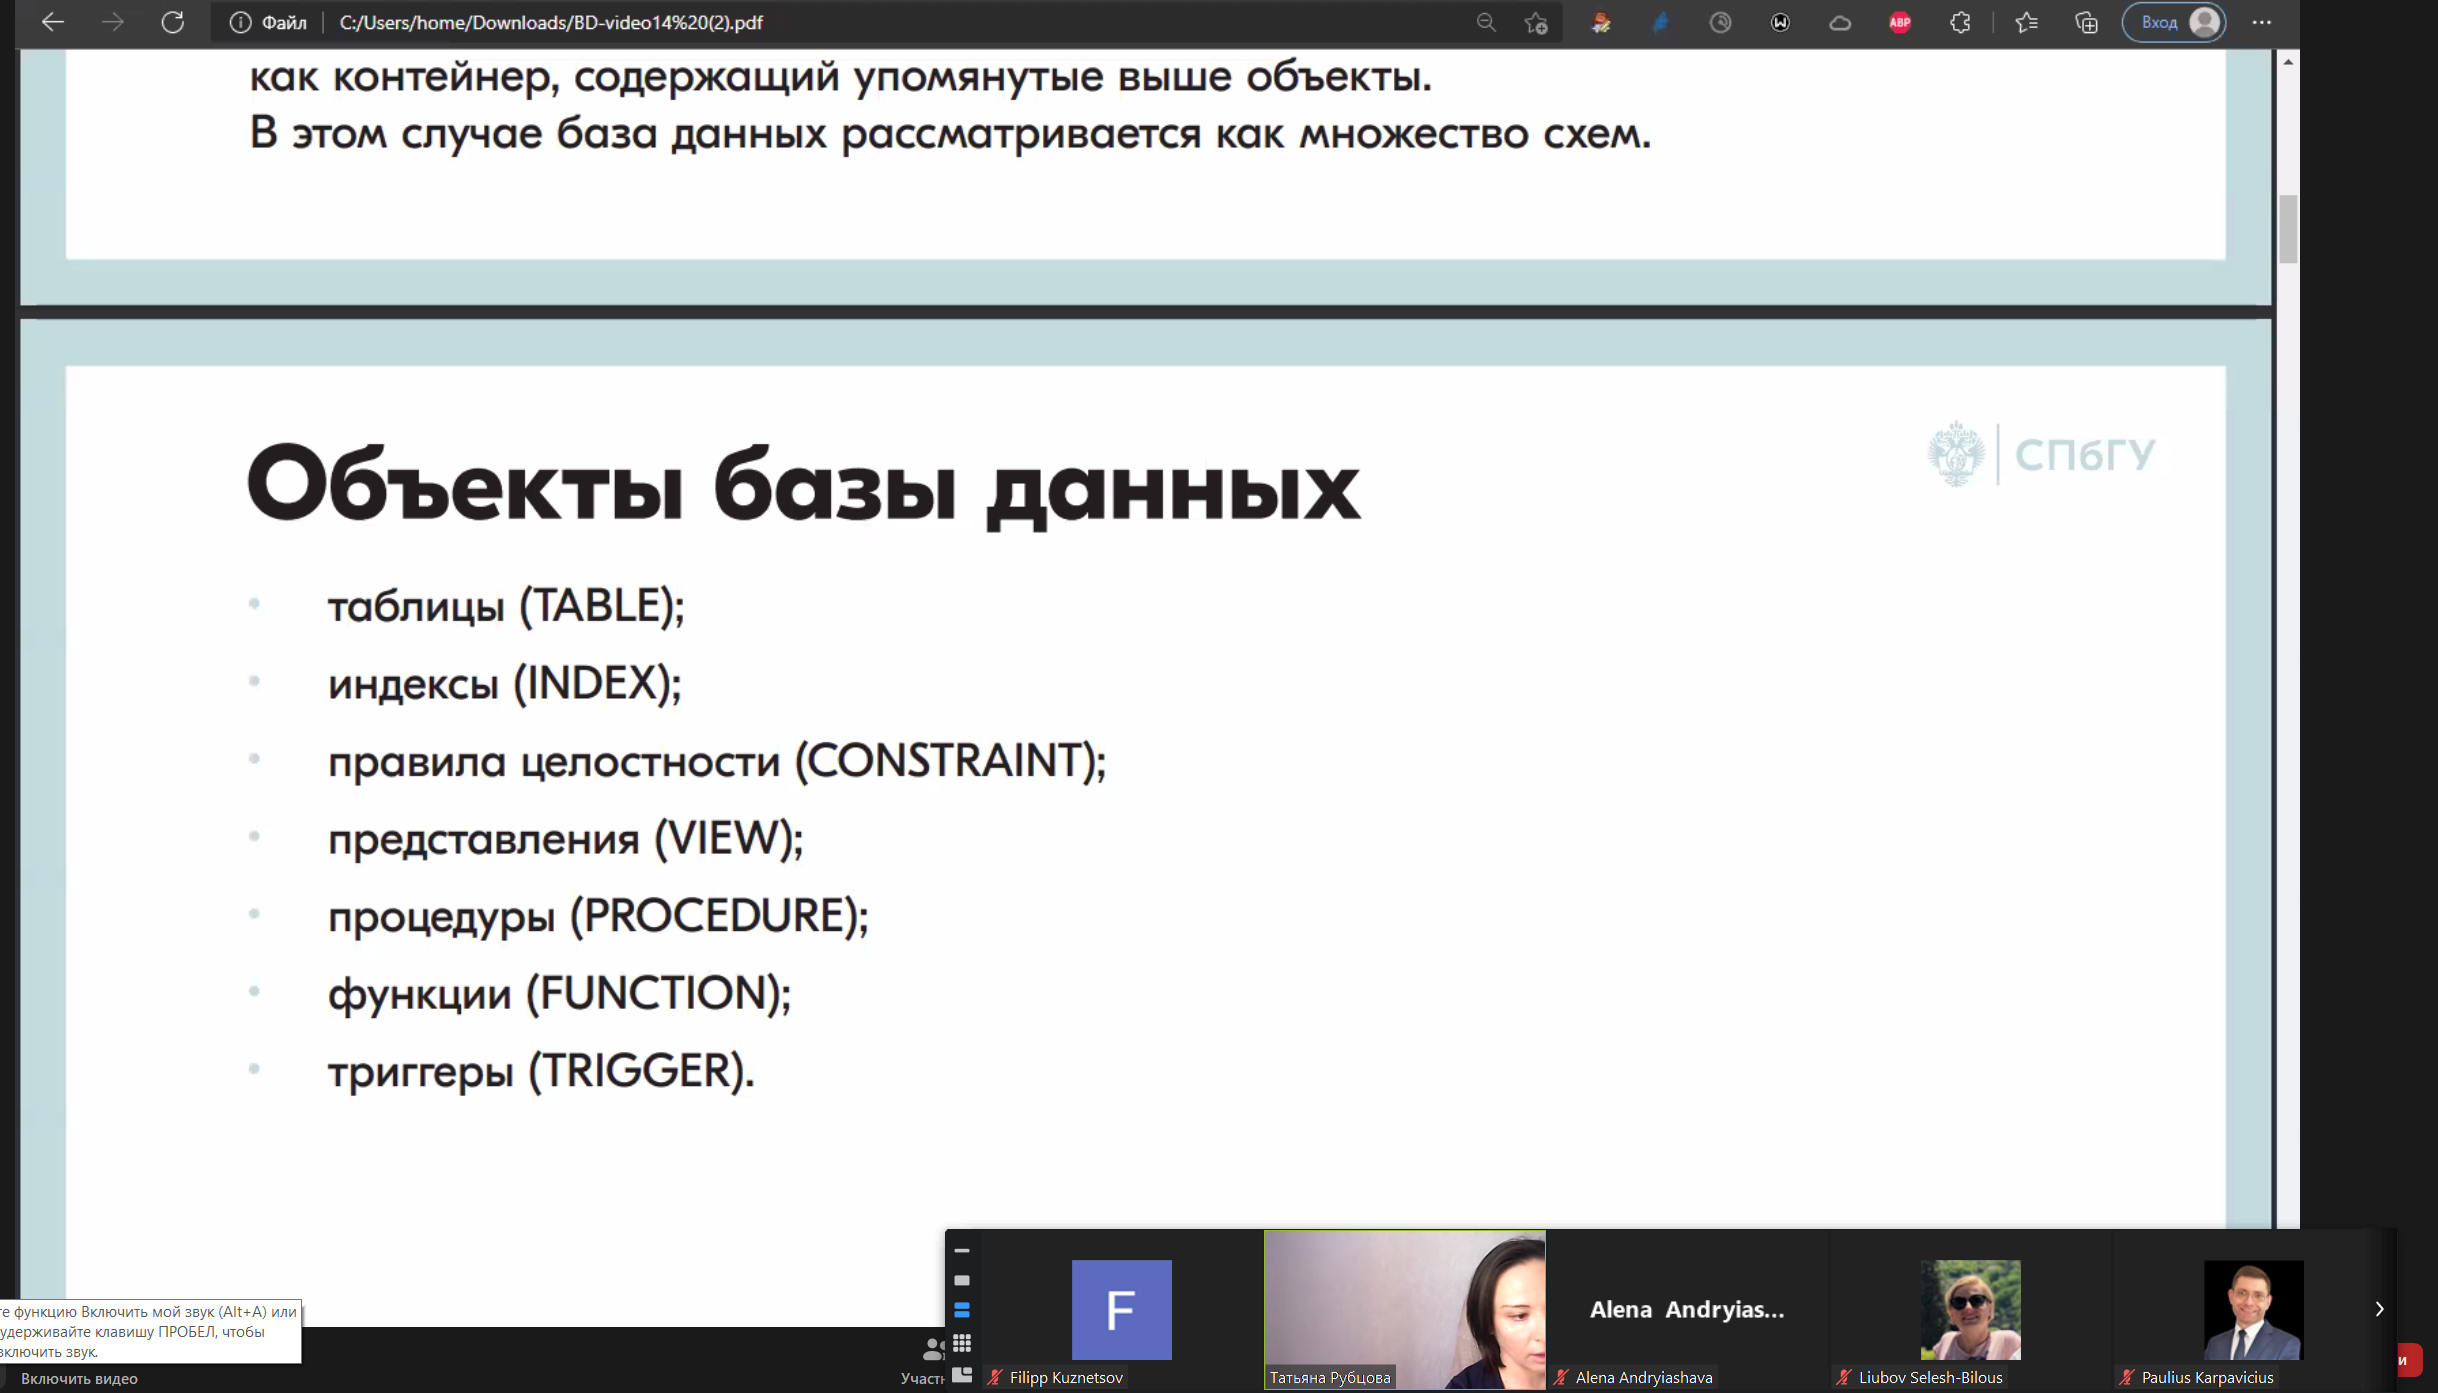 Файл
C:/Users/home/Downloads/BD-video14%20(2).pdf
ABP
Вход
как контейнер, содержащий упомянутые выше объекты.
В этом случае база данных рассматривается как множество схем.
СПбГУ
Объекты базы данных
• таблицы (TABLE);
• индексы (INDEX);
• правила целостности (CONSTRAINT);
• представления (VIEW);
• процедуры (PROCEDURE);
• функции (FUNCTION);
• триггеры (TRIGGER).
те функцию Включить мой звук (Alt+A) или
удерживайте клавишу ПРОБЕЛ, чтобы
включить звук.
Включить видео
Участн
F
Filipp Kuznetsov
Татьяна Рубцова
Alena Andryias...
Alena Andryiashava
Liubov Selesh-Bilous
Paulius Karpavicius
и